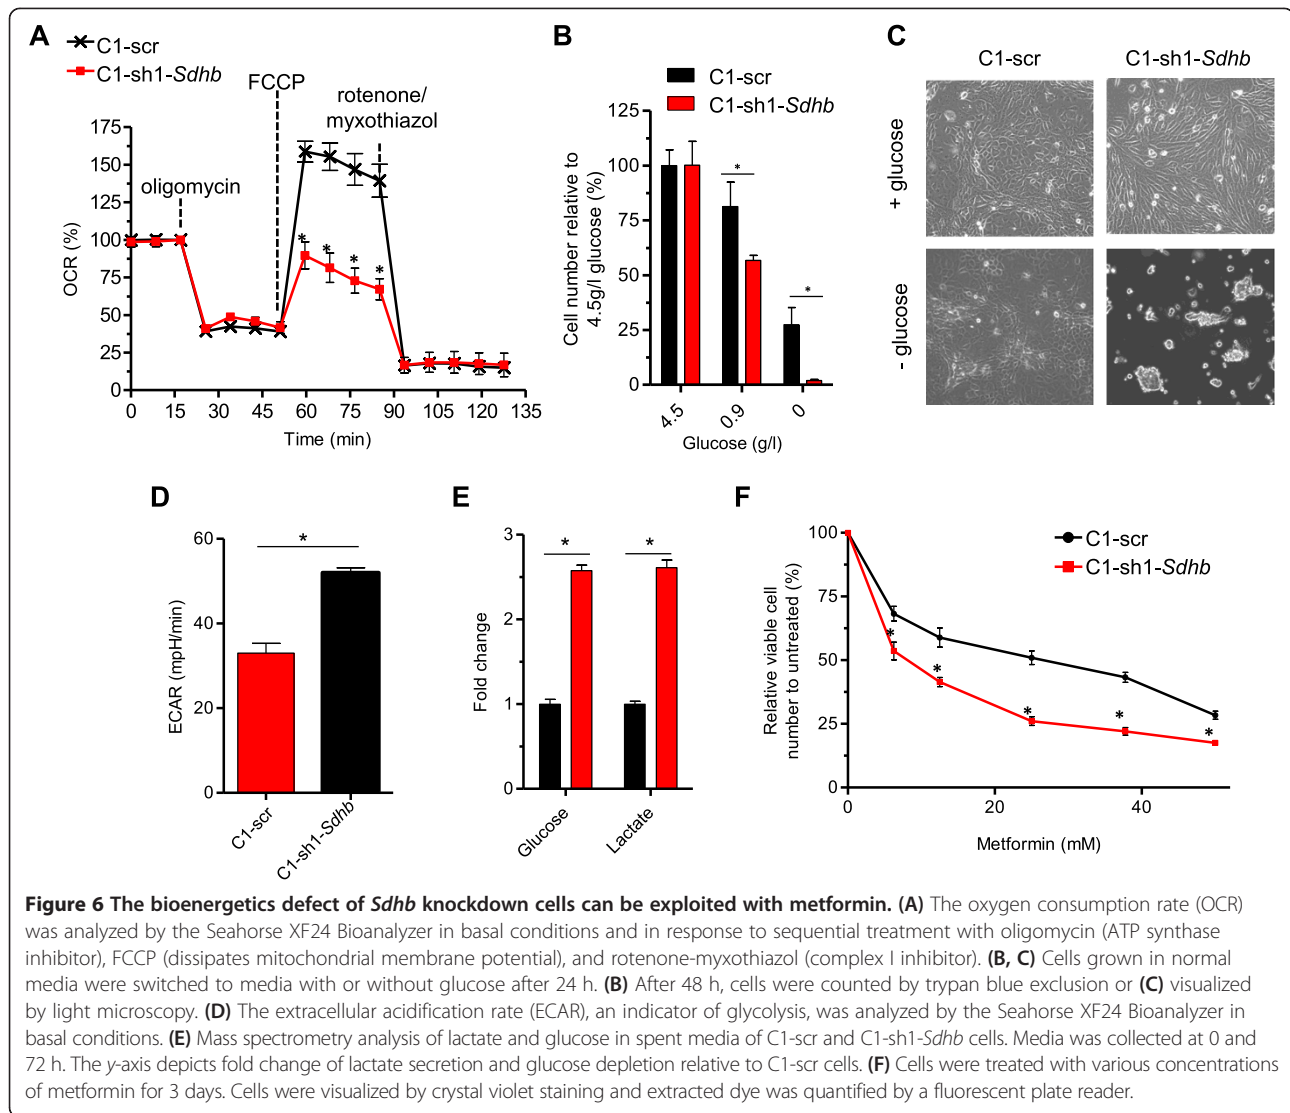 A
C1-scr
C1-sh1-Sdhb
FCCP
rotenone/
myxothiazol
oligomycin
175
150
125
100
75
50
25
0
OCR (%)
* * * *
0 15 30 45 60 75 90 105 120 135
Time (min)
B
C1-scr
C1-sh1-Sdhb
125
100
75
50
25
0
Cell number relative to
4.5g/l glucose (%)
*
*
4.5 0.9 0
Glucose (g/l)
C
C1-scr C1-sh1-Sdhb
+ glucose
- glucose
D
60
40
20
0
ECAR (mpH/min)
*
C1-scr
C1-sh1-Sdhb
E
3
2
1
0
Fold change
* *
Glucose Lactate
F
C1-scr
C1-sh1-Sdhb
100
75
50
25
0
Relative viable cell
number to untreated (%)
* * * * *
0 20 40
Metformin (mM)
Figure 6 The bioenergetics defect of Sdhb knockdown cells can be exploited with metformin. (A) The oxygen consumption rate (OCR)
was analyzed by the Seahorse XF24 Bioanalyzer in basal conditions and in response to sequential treatment with oligomycin (ATP synthase
inhibitor), FCCP (dissipates mitochondrial membrane potential), and rotenone-myxothiazol (complex I inhibitor). (B, C) Cells grown in normal
media were switched to media with or without glucose after 24 h. (B) After 48 h, cells were counted by trypan blue exclusion or (C) visualized
by light microscopy. (D) The extracellular acidification rate (ECAR), an indicator of glycolysis, was analyzed by the Seahorse XF24 Bioanalyzer in
basal conditions. (E) Mass spectrometry analysis of lactate and glucose in spent media of C1-scr and C1-sh1-Sdhb cells. Media was collected at 0 and
72 h. The y-axis depicts fold change of lactate secretion and glucose depletion relative to C1-scr cells. (F) Cells were treated with various concentrations
of metformin for 3 days. Cells were visualized by crystal violet staining and extracted dye was quantified by a fluorescent plate reader.